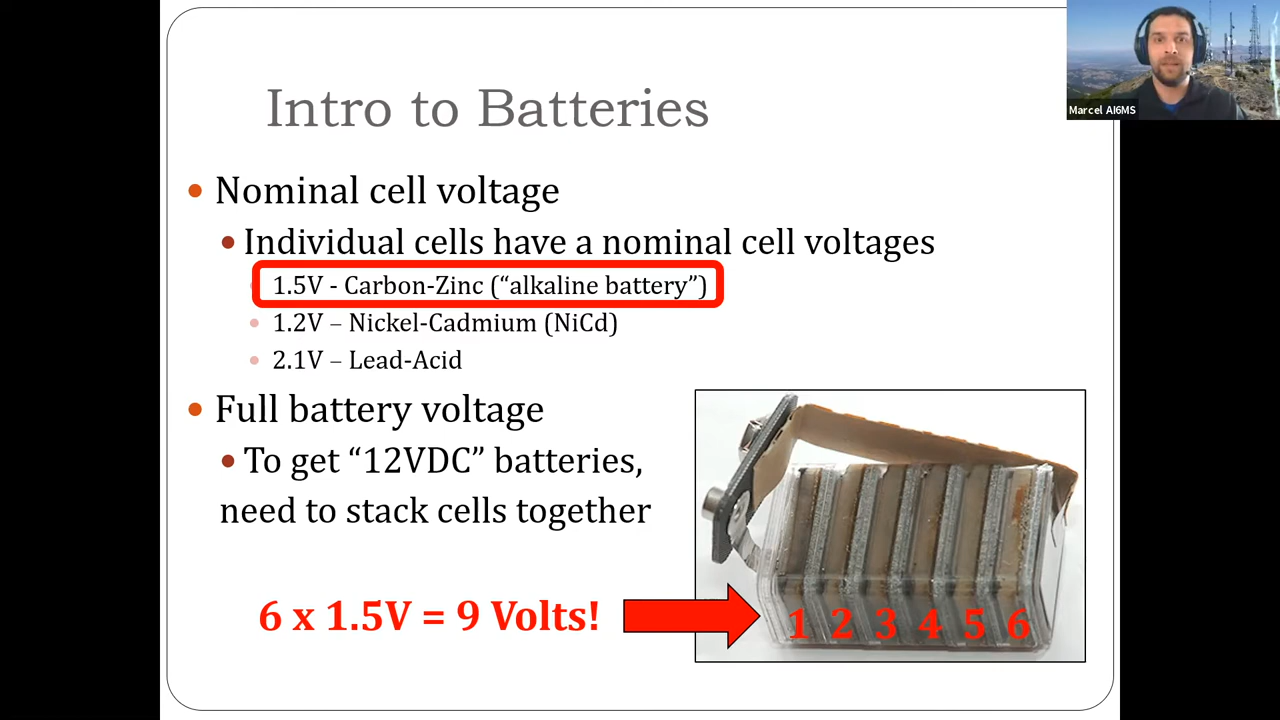 Intro to Batteries
Marcel AI6MS
• Nominal cell voltage
• Individual cells have a nominal cell voltages
1.5V - Carbon-Zinc (“alkaline battery”)
• 1.2V – Nickel-Cadmium (NiCd)
• 2.1V – Lead-Acid
• Full battery voltage
• To get “12VDC” batteries,
need to stack cells together
6 x 1.5V = 9 Volts!
1 2 3 4 5 6